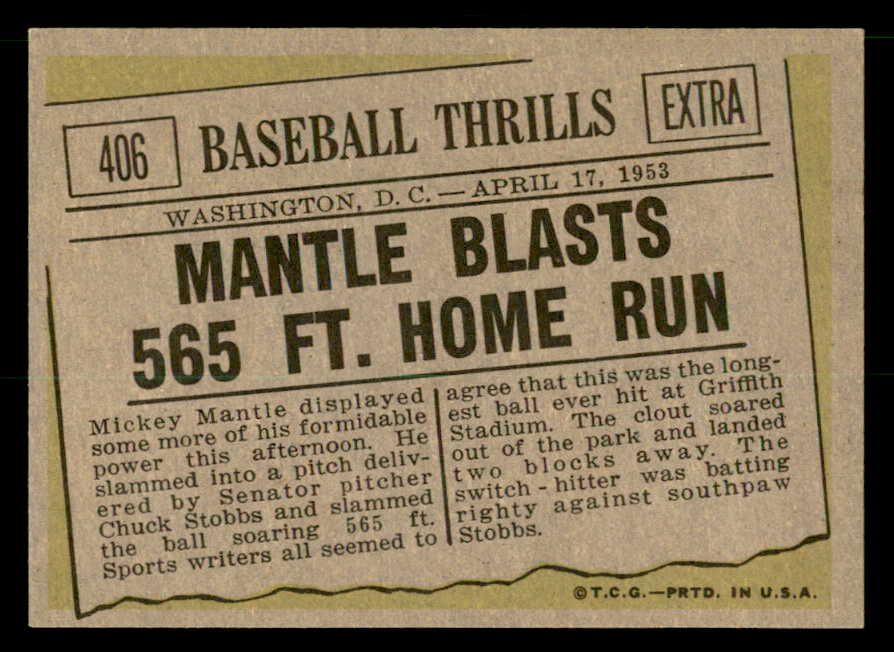 406
BASEBALL THRILLS
EXTRA
WASHINGTON, D. C. — APRIL 17, 1953
MANTLE BLASTS
565 FT. HOME RUN
Mickey Mantle displayed
some more of his formidable
power this afternoon. He
slammed into a pitch deliv-
ered by Senator pitcher
Chuck Stobbs and slammed
the ball soaring 565 ft.
Sports writers all seemed to
agree that this was the long-
est ball ever hit at Griffith
Stadium. The clout soared
out of the park and landed
two blocks away. The
switch-hitter was batting
righty against southpaw
Stobbs.
©T.C.G.—PRTD. IN U.S.A.